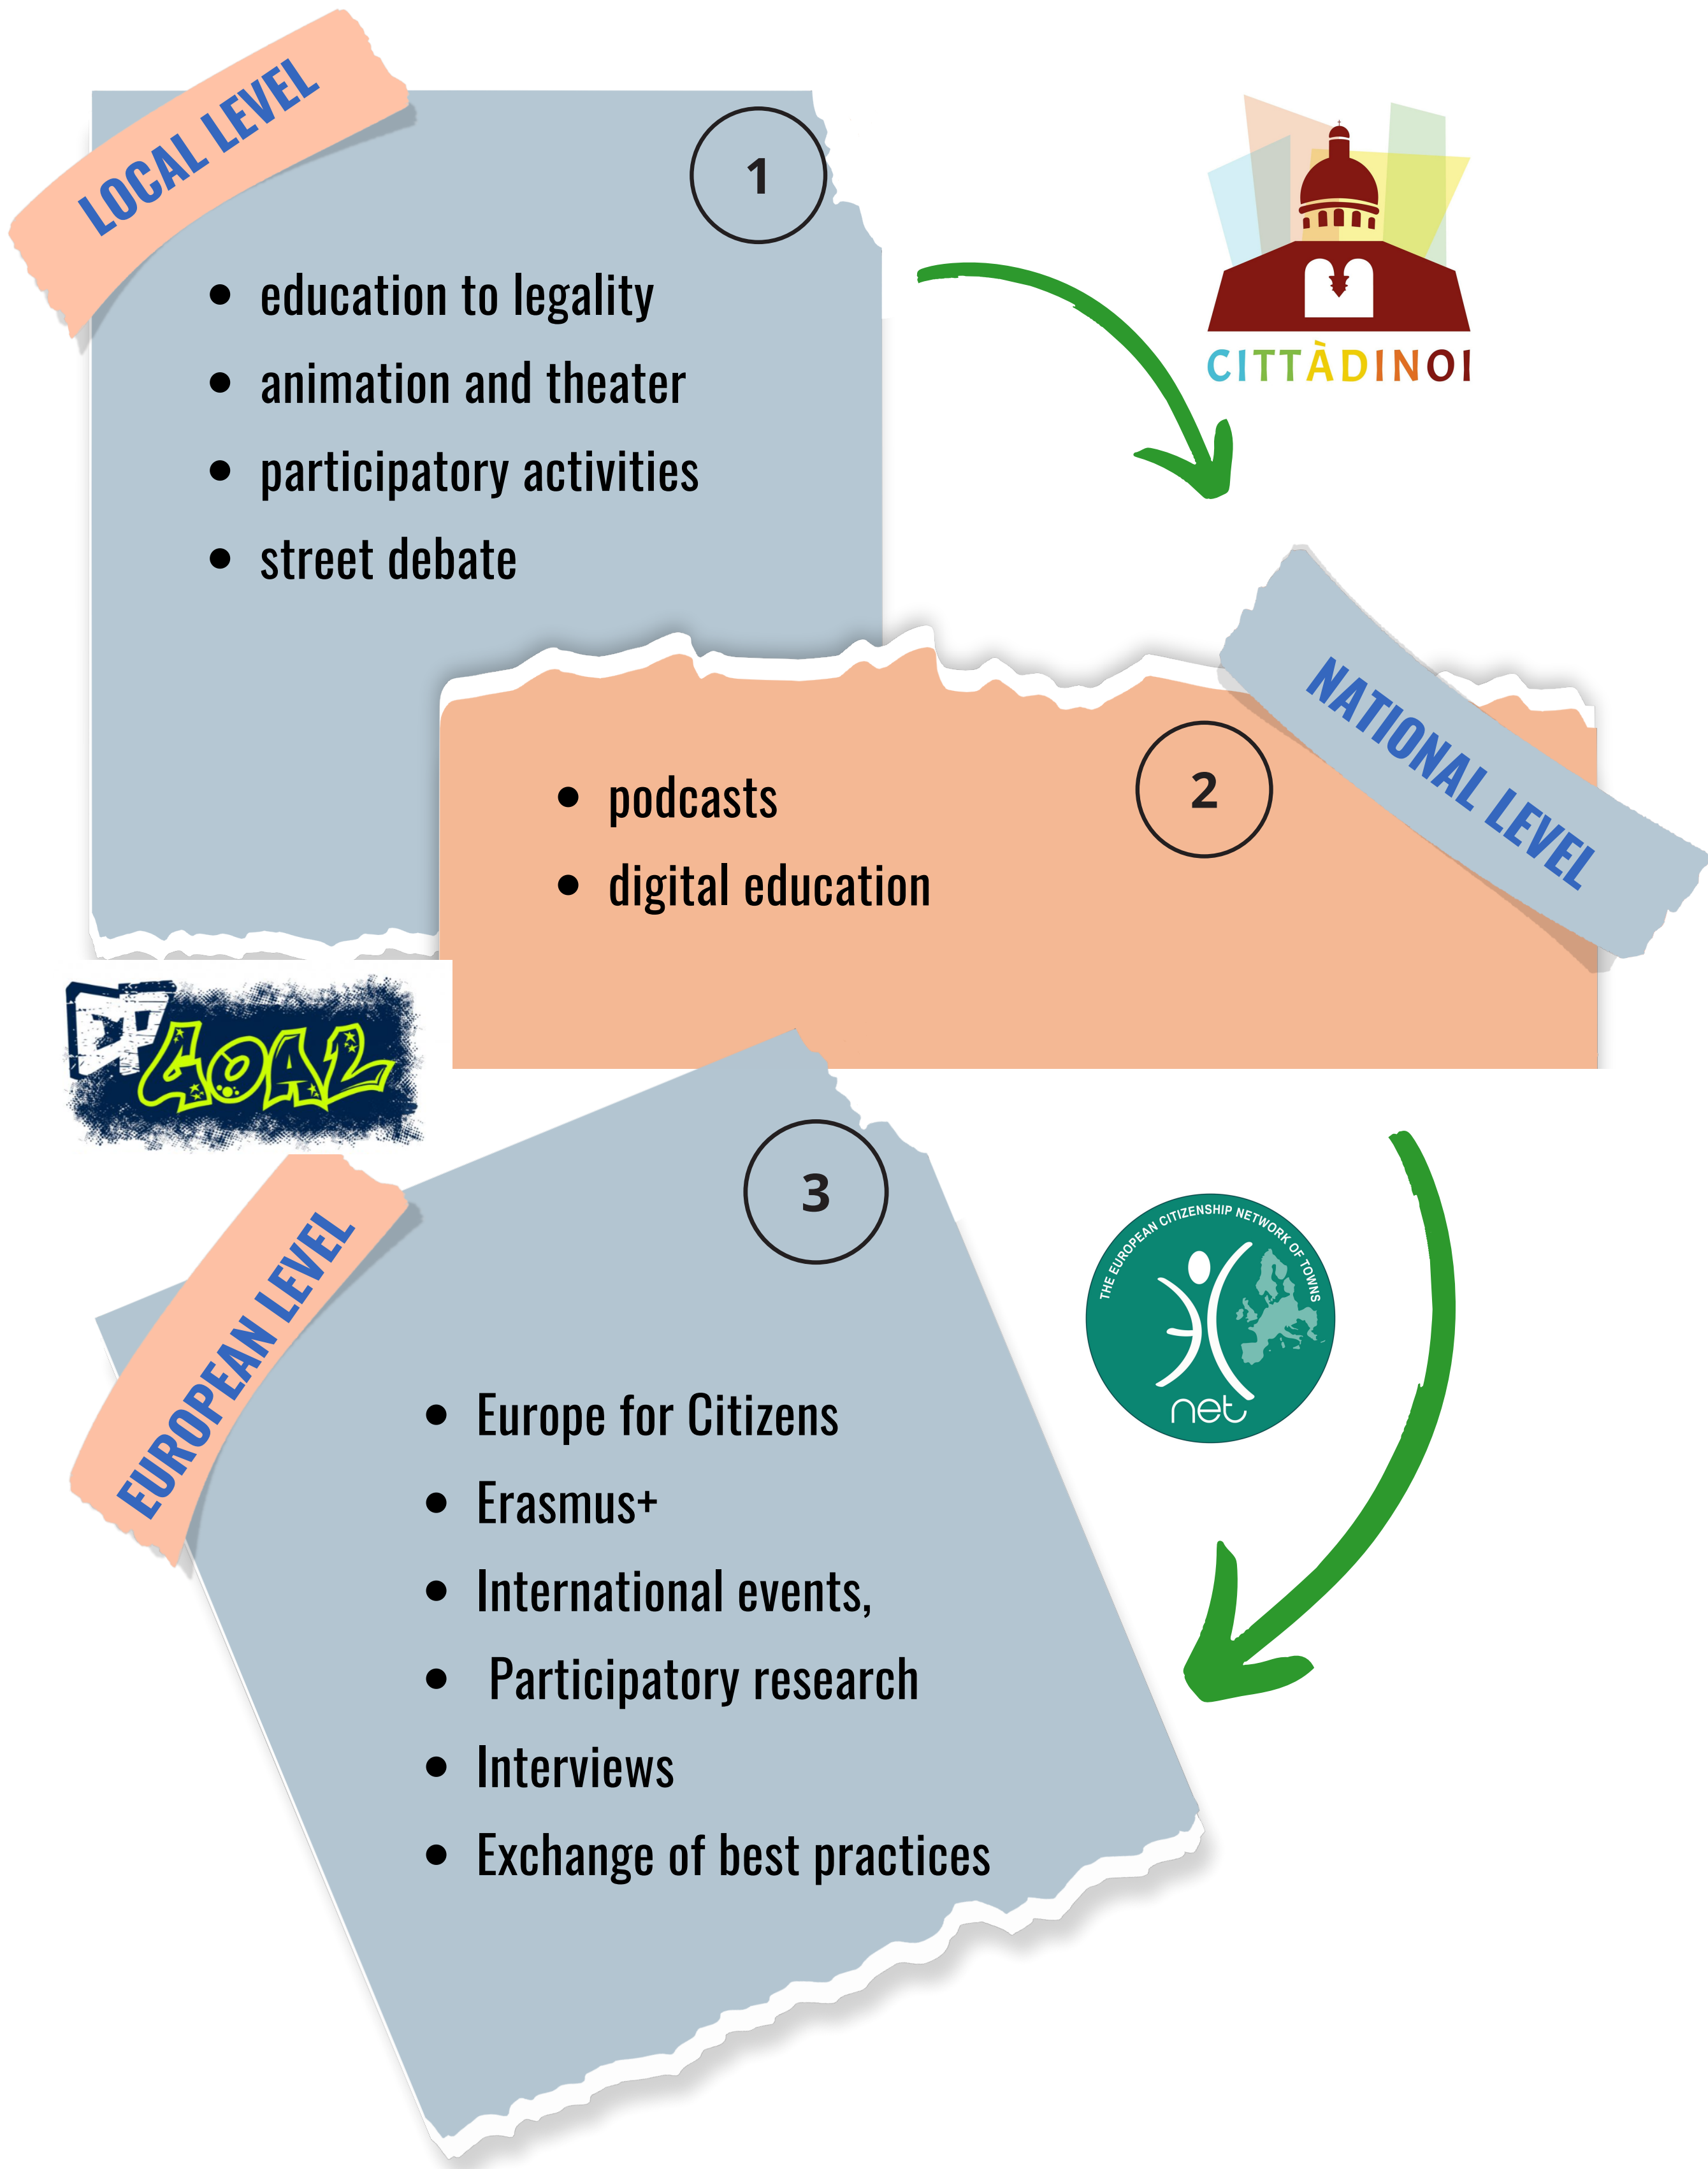 LOCAL LEVEL
1
• education to legality
• animation and theater
• participatory activities
• street debate
CITTÀDINOI
NATIONAL LEVEL
2
• podcasts
• digital education
EP GOAL
EUROPEAN LEVEL
3
THE EUROPEAN CITIZENSHIP NETWORK OF TOWNS
net
• Europe for Citizens
• Erasmus+
• International events,
• Participatory research
• Interviews
• Exchange of best practices